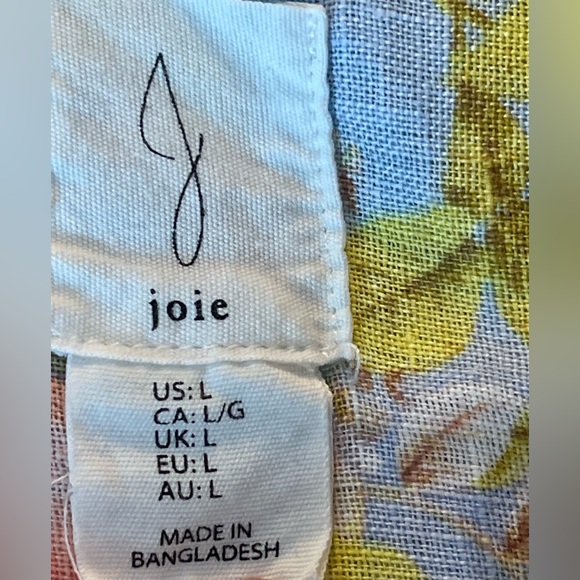 J
joie
US: L
CA: L/G
UK: L
EU: L
AU: L
MADE IN
BANGLADESH